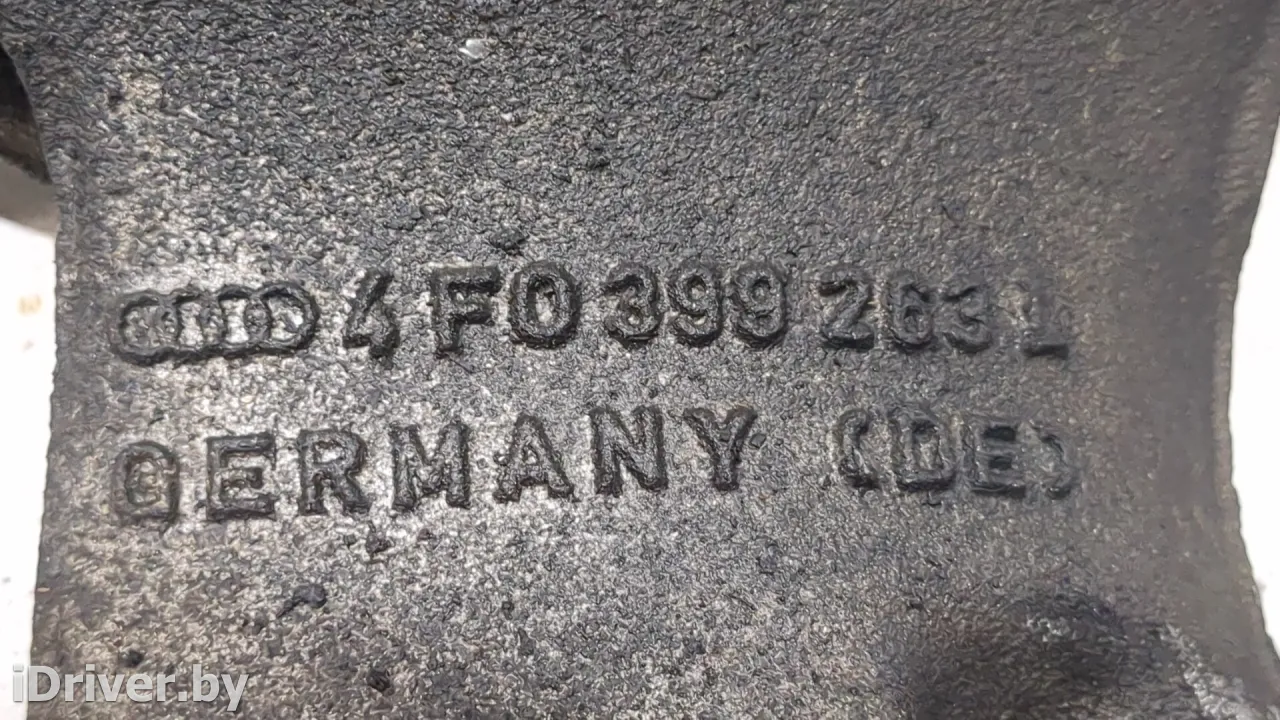 4F0 399 263 L
GERMANY (DE)
iDriver.by